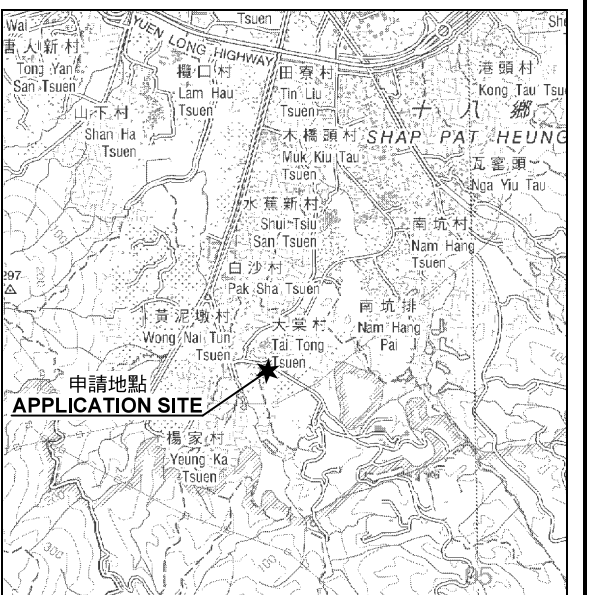 Wai
Tsuen
She
唐人新村
Tong Yan
San Tsuen
YUEN LONG HIGHWAY
欖口村
Lam Hau
Tsuen
田寮村
Tin Liu
Tsuen
港頭村
Kong Tau Tsu
山下村
Shan Ha
Tsuen
十八鄉
SHAP PAT HEUNG
木橋頭村
Muk Kiu Tau
Tsuen
瓦窰頭
Nga Yiu Tau
水蕉新村
Shui Tsiu
San Tsuen
南坑村
Nam Hang
Tsuen
白沙村
Pak Sha Tsuen
297
黃泥墩村
Wong Nai Tun
Tsuen
大棠村
Tai Tong
Tsuen
南坑排
Nam Hang
Pai
申請地點
APPLICATION SITE
楊家村
Yeung Ka
Tsuen
300
100
05